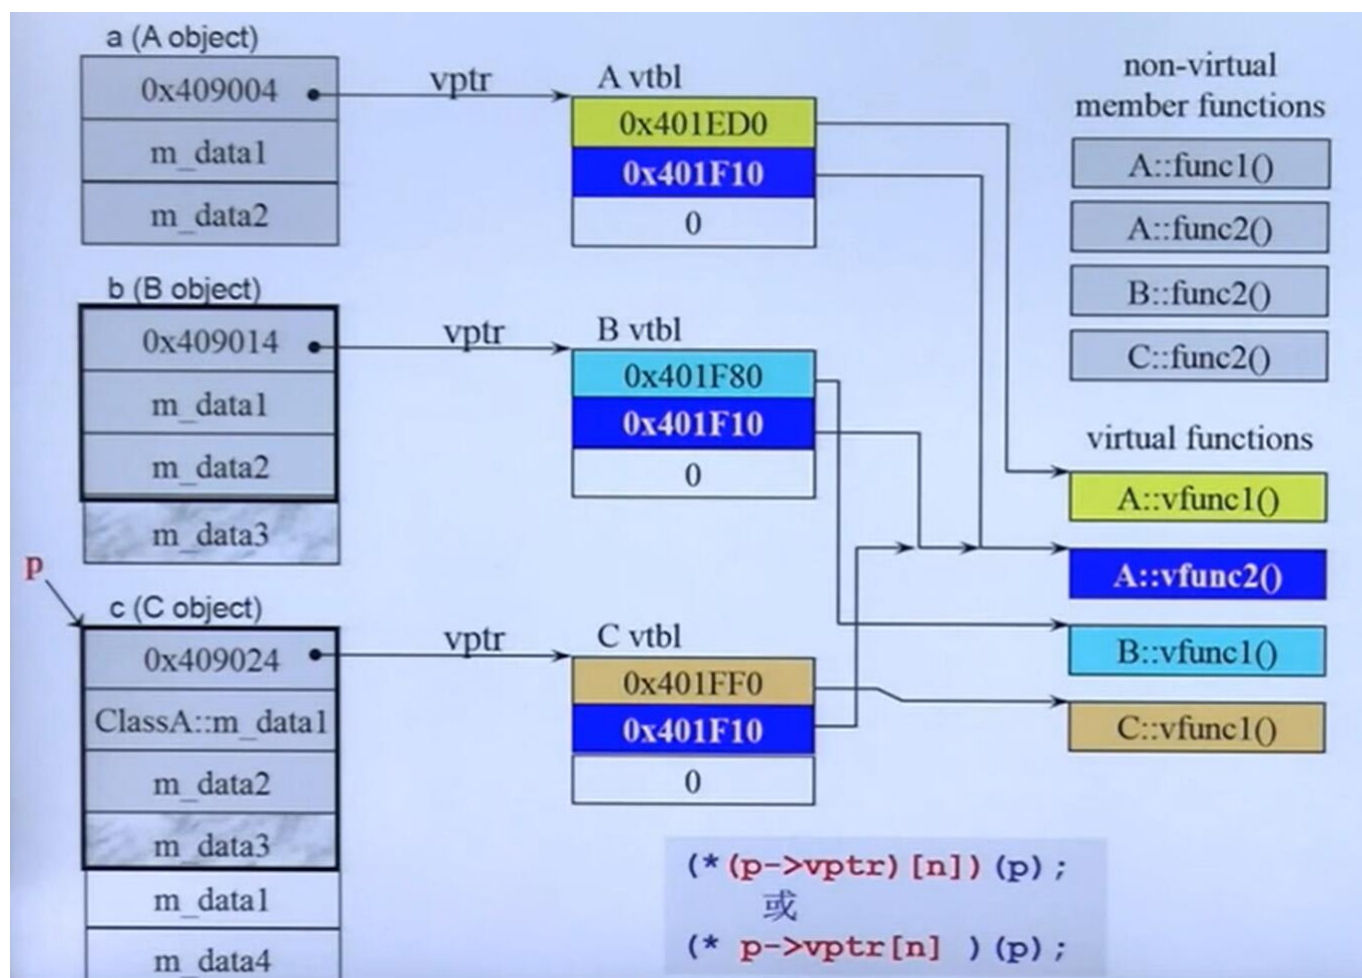 a (A object)
0x409004
m_data1
m_data2
vptr
A vtbl
0x401ED0
0x401F10
0
b (B object)
0x409014
m_data1
m_data2
m_data3
vptr
B vtbl
0x401F80
0x401F10
0
p
c (C object)
0x409024
ClassA::m_data1
m_data2
m_data3
m_data1
m_data4
vptr
C vtbl
0x401FF0
0x401F10
0
non-virtual
member functions
A::func1()
A::func2()
B::func2()
C::func2()
virtual functions
A::vfunc1()
A::vfunc2()
B::vfunc1()
C::vfunc1()
(*(p->vptr)[n])(p);
或
(* p->vptr[n] )(p);